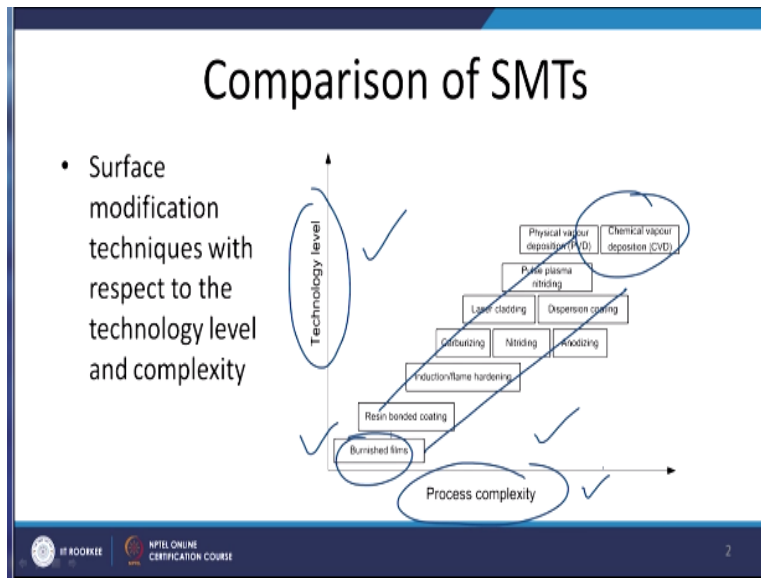 Comparison of SMTs
• Surface
modification
techniques with
respect to the
technology level
and complexity
Technology level
Physical vapour
deposition (PVD)
Chemical vapour
deposition (CVD)
Pulse plasma
nitriding
Laser cladding
Dispersion coating
Carburizing
Nitriding
Anodizing
Induction/flame hardening
Resin bonded coating
Burnished films
Process complexity
IIT ROORKEE
NPTEL ONLINE
CERTIFICATION COURSE
2